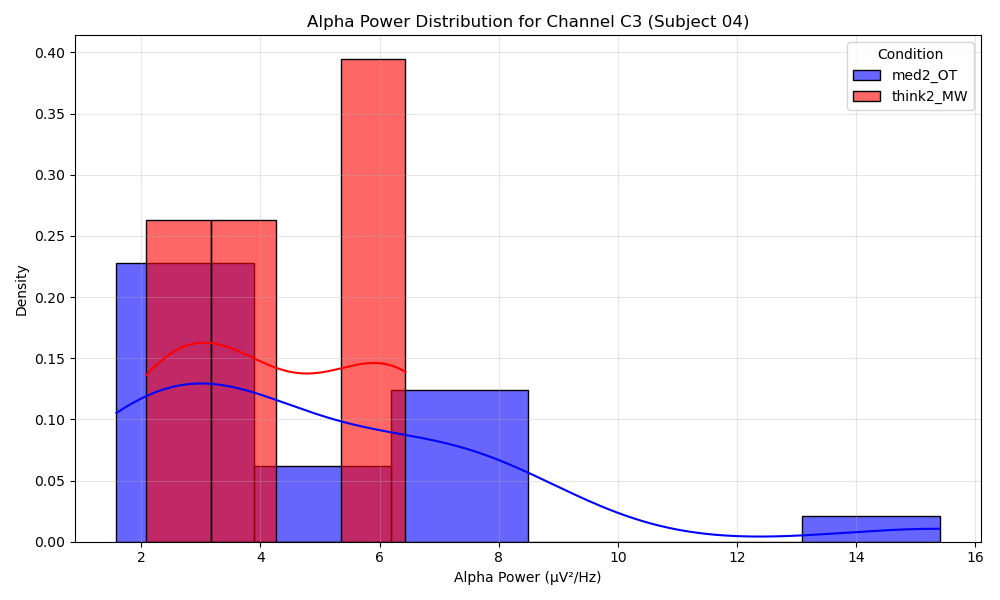 Alpha Power Distribution for Channel C3 (Subject 04)
Condition
med2_OT
think2_MW
0.40
0.35
0.30
0.25
0.20
0.15
0.10
0.05
0.00
Density
2 4 6 8 10 12 14 16
Alpha Power (µV²/Hz)